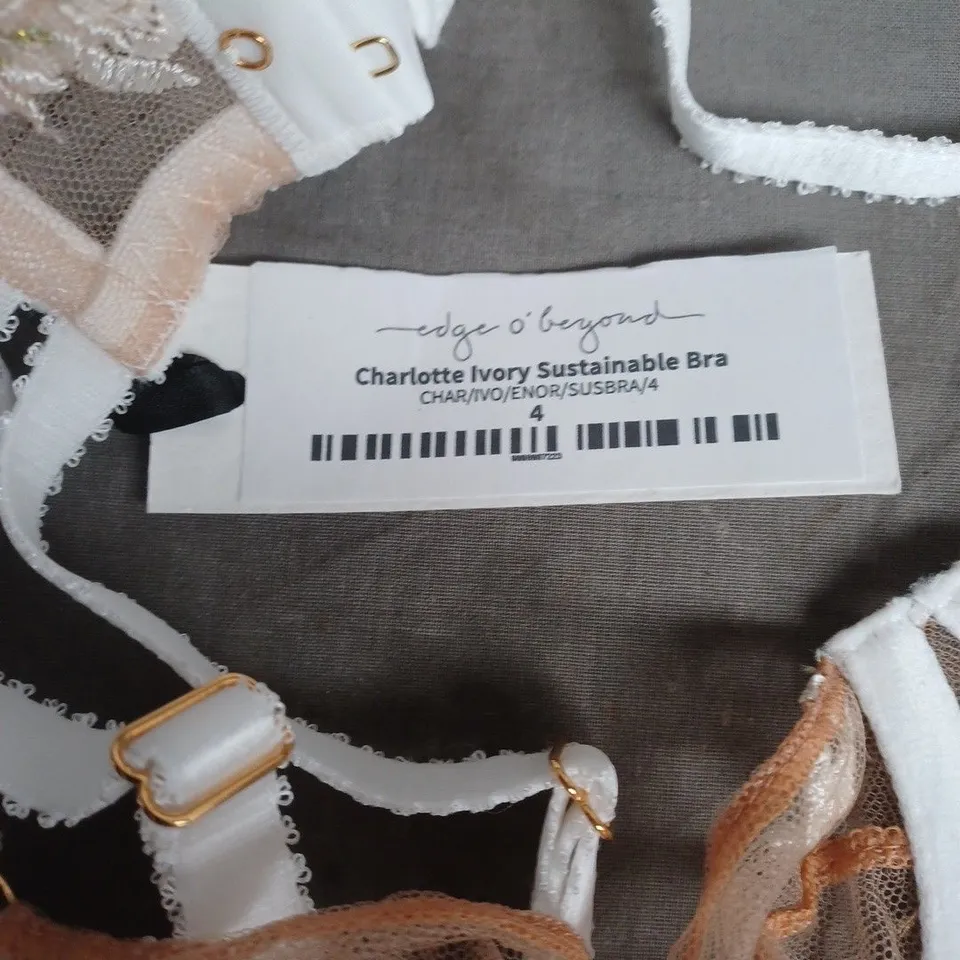 edge o' beyond
Charlotte Ivory Sustainable Bra
CHAR/IVO/ENOR/SUSBRA/4
4